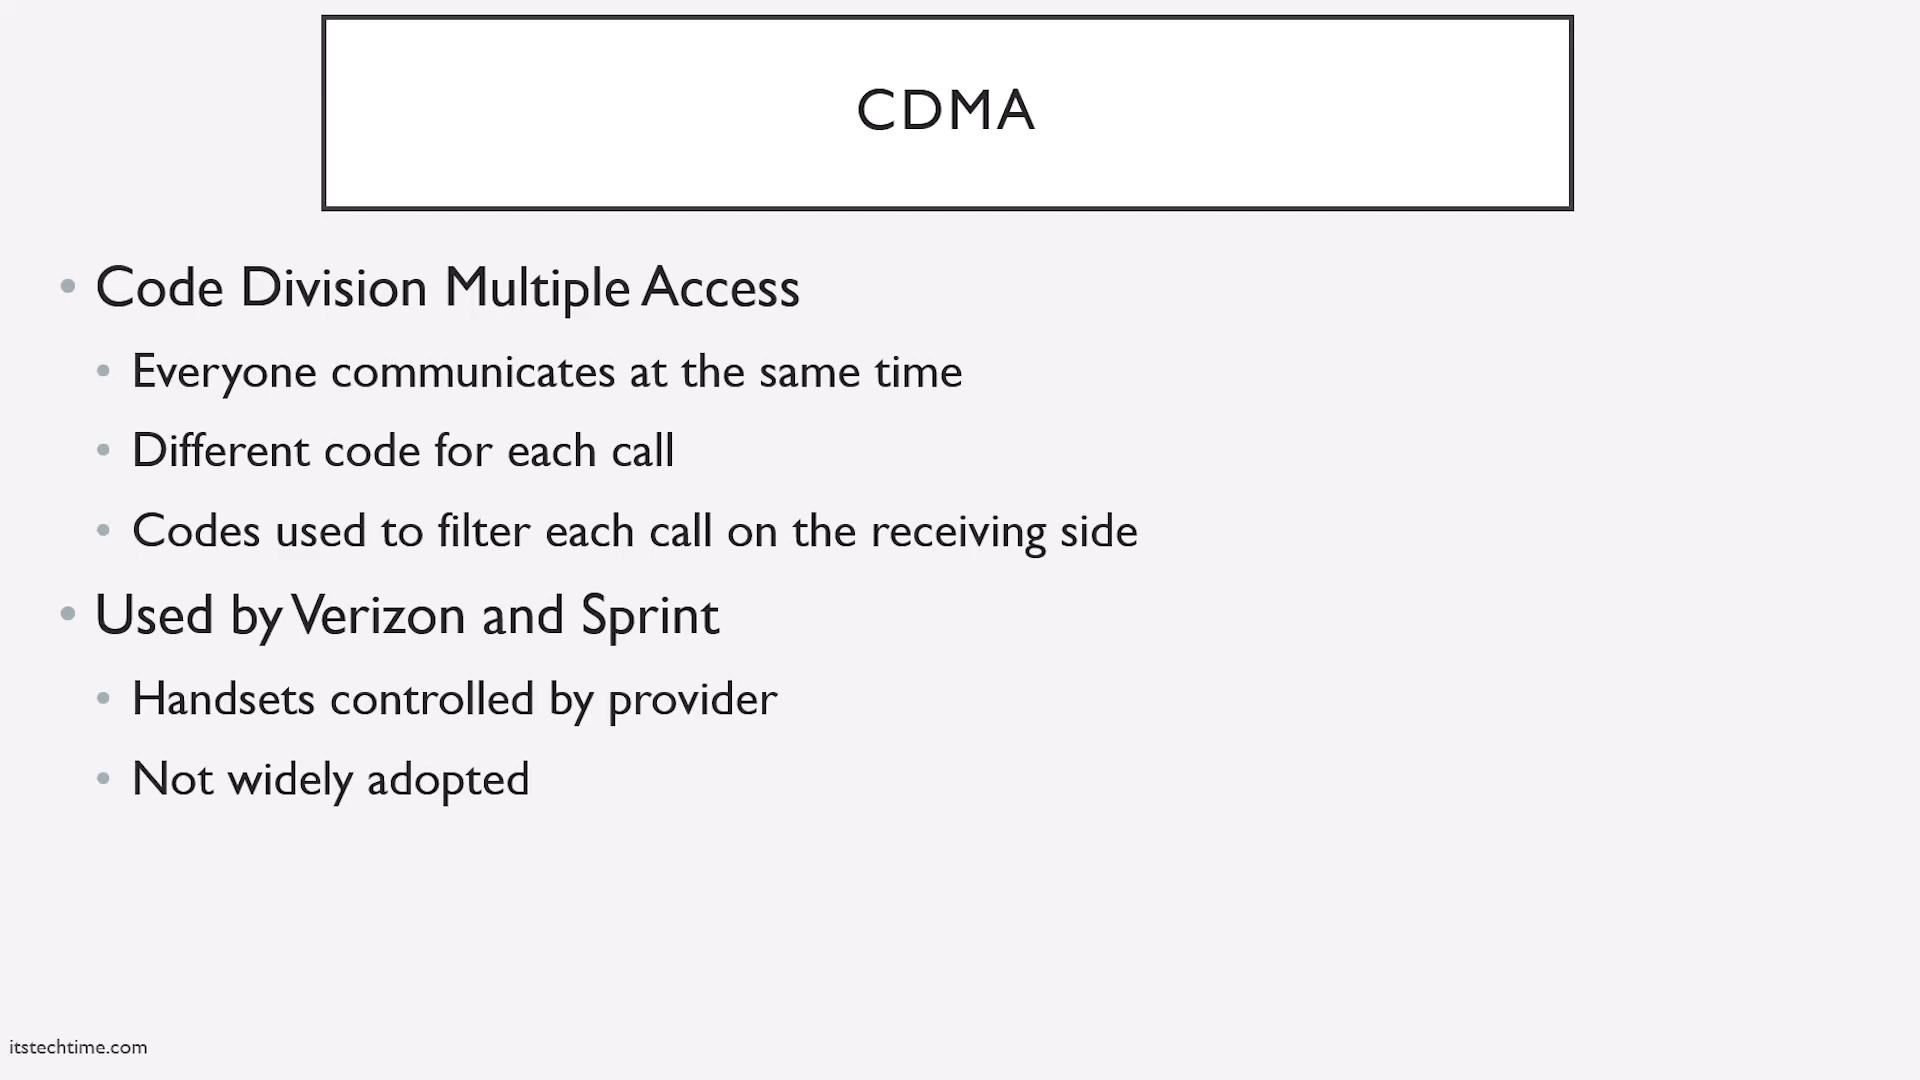 CDMA
Code Division Multiple Access
Everyone communicates at the same time
Different code for each call
Codes used to filter each call on the receiving side
Used by Verizon and Sprint
Handsets controlled by provider
Not widely adopted
itstechtime.com